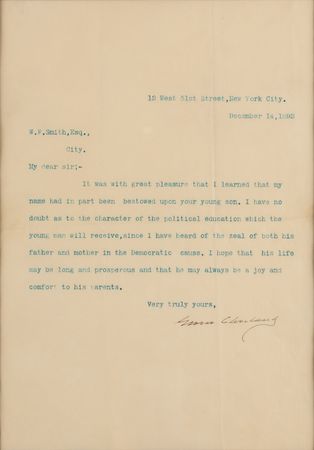 12 West 51st Street,New York City.
December 14,1892
W.P.Smith,Esq.,
City.
My dear sir;-
It was with great pleasure that I learned that my
name had in part been bestowed upon your young son. I have no
doubt as to the character of the political education which the
young man will receive,since I have heard of the zeal of both his
father and mother in the Democratic cause. I hope that his life
may be long and prosperous and that he may always be a joy and
comfort to his parents.
Very truly yours,
Grover Cleveland